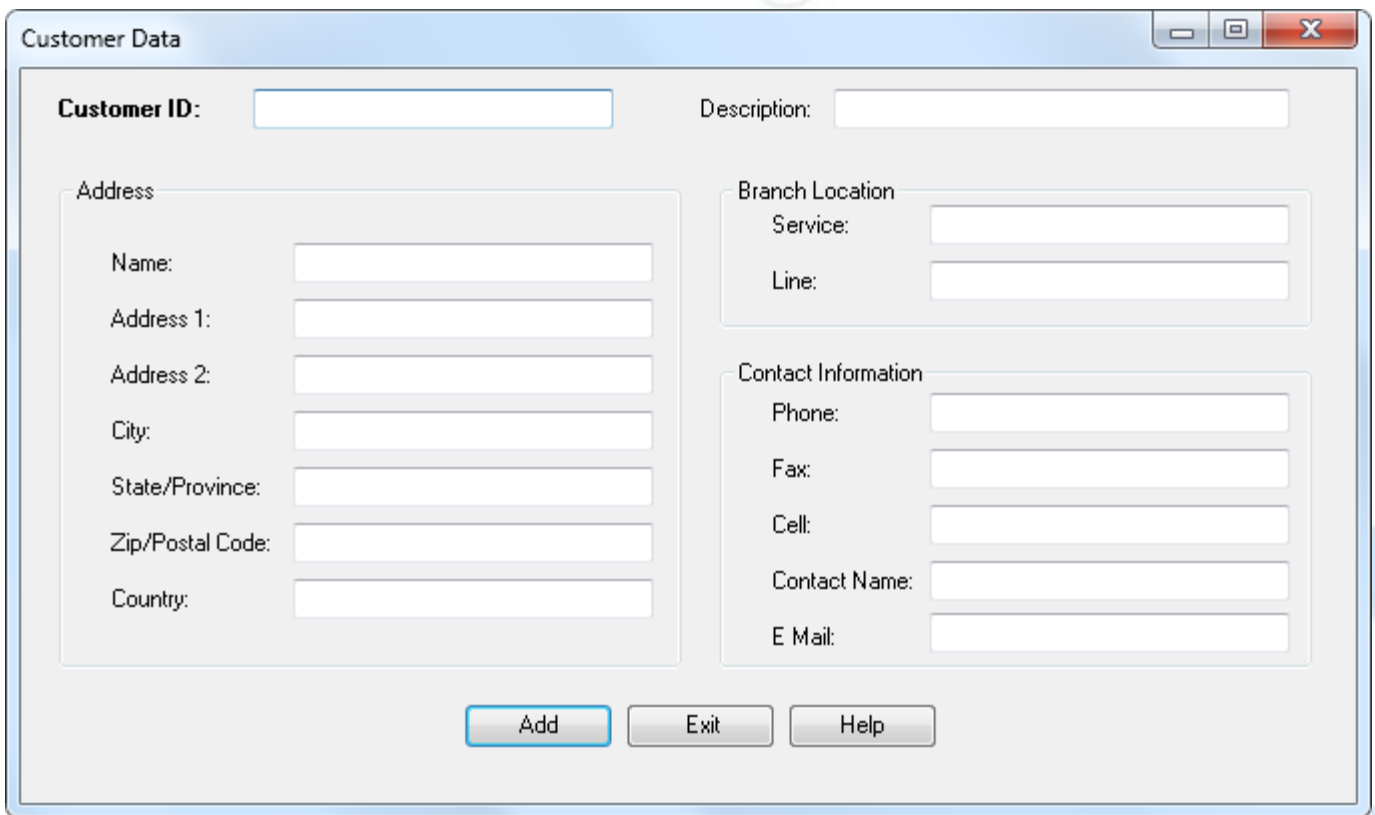 Customer Data
Customer ID:
Description:
Address
Name:
Address 1:
Address 2:
City:
State/Province:
Zip/Postal Code:
Country:
Branch Location
Service:
Line:
Contact Information
Phone:
Fax:
Cell:
Contact Name:
E Mail:
Add
Exit
Help